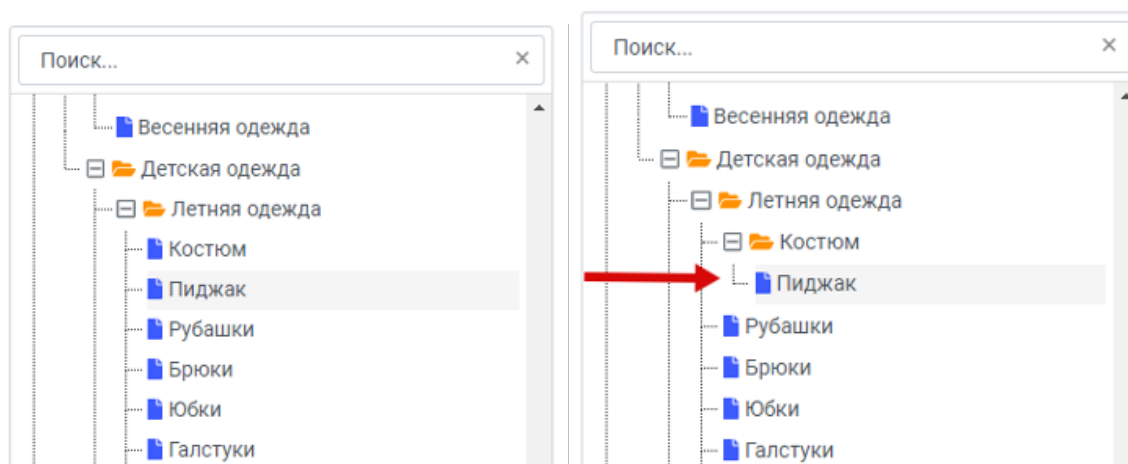 Поиск...
Весенняя одежда
Детская одежда
Летняя одежда
Костюм
Пиджак
Рубашки
Брюки
Юбки
Галстуки
Поиск...
Весенняя одежда
Детская одежда
Летняя одежда
Костюм
Пиджак
Рубашки
Брюки
Юбки
Галстуки